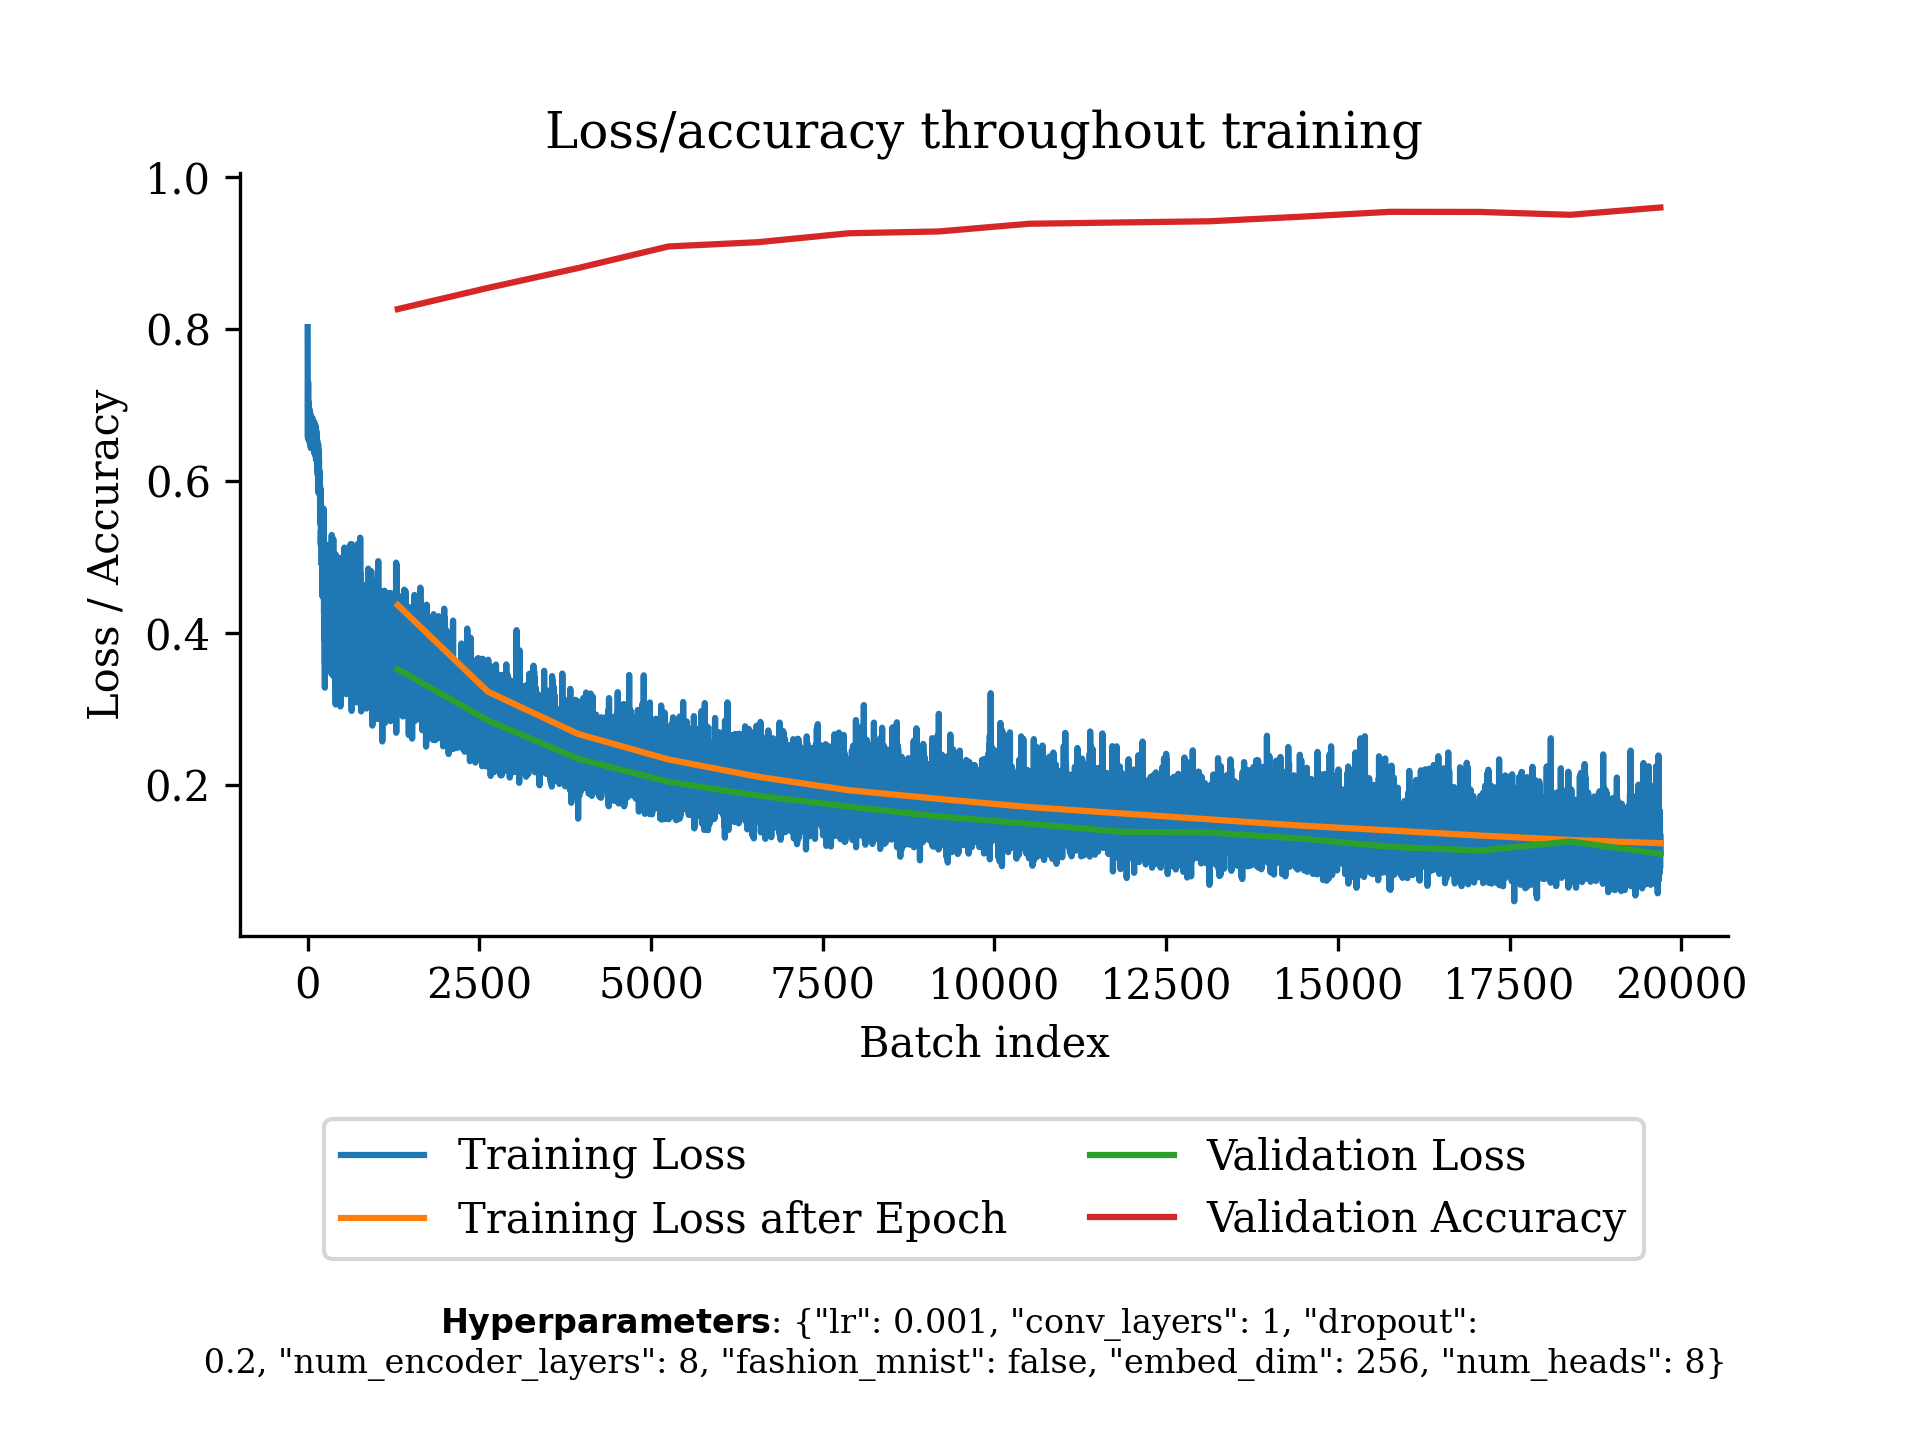 Loss/accuracy throughout training
1.0
0.8
0.6
0.4
0.2
Loss / Accuracy
0 2500 5000 7500 10000 12500 15000 17500 20000
Batch index
Training Loss
Training Loss after Epoch
Validation Loss
Validation Accuracy
Hyperparameters: {"lr": 0.001, "conv_layers": 1, "dropout":
0.2, "num_encoder_layers": 8, "fashion_mnist": false, "embed_dim": 256, "num_heads": 8}